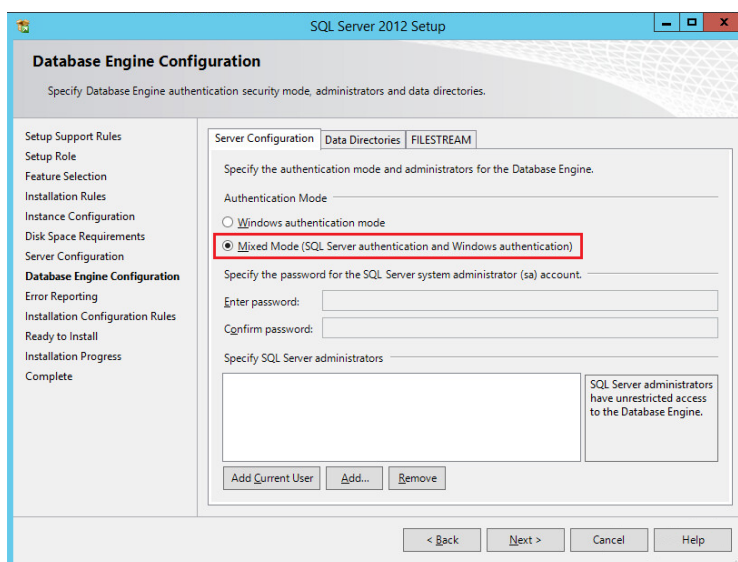 SQL Server 2012 Setup
Database Engine Configuration
Specify Database Engine authentication security mode, administrators and data directories.
Setup Support Rules
Setup Role
Feature Selection
Installation Rules
Instance Configuration
Disk Space Requirements
Server Configuration
Database Engine Configuration
Error Reporting
Installation Configuration Rules
Ready to Install
Installation Progress
Complete
Server Configuration Data Directories FILESTREAM
Specify the authentication mode and administrators for the Database Engine.
Authentication Mode
Windows authentication mode
Mixed Mode (SQL Server authentication and Windows authentication)
Specify the password for the SQL Server system administrator (sa) account.
Enter password:
Confirm password:
Specify SQL Server administrators
SQL Server administrators
have unrestricted access
to the Database Engine.
Add Current User Add... Remove
< Back Next > Cancel Help